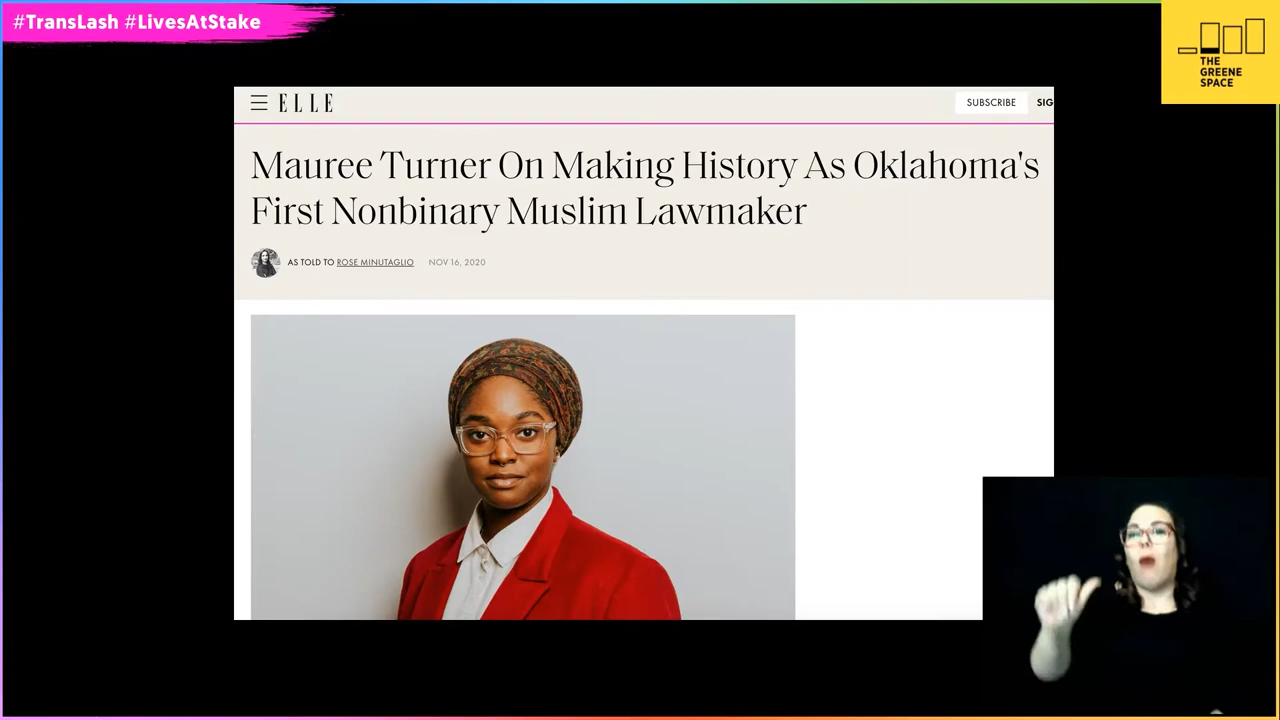 #TransLash #LivesAtStake
THE
GREENE
SPACE
ELLE
SUBSCRIBE
SIG
Mauree Turner On Making History As Oklahoma's
First Nonbinary Muslim Lawmaker
AS TOLD TO ROSE MINUTAGLIO NOV 16, 2020